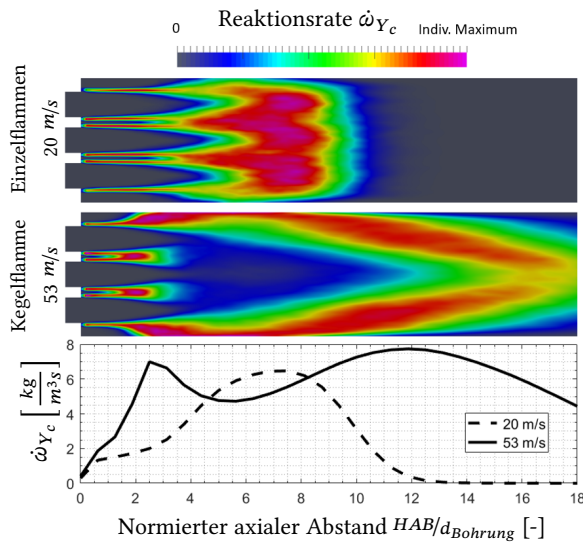 Reaktionsrate ω̇_{Y_c}
0
Indiv. Maximum
Einzelflammen
20 m/s
Kegelflamme
53 m/s
ω̇_{Y_c} [kg/m³s]
8
6
4
2
0
20 m/s
53 m/s
0 2 4 6 8 10 12 14 16 18
Normierter axialer Abstand HAB/d_{Bohrung} [-]